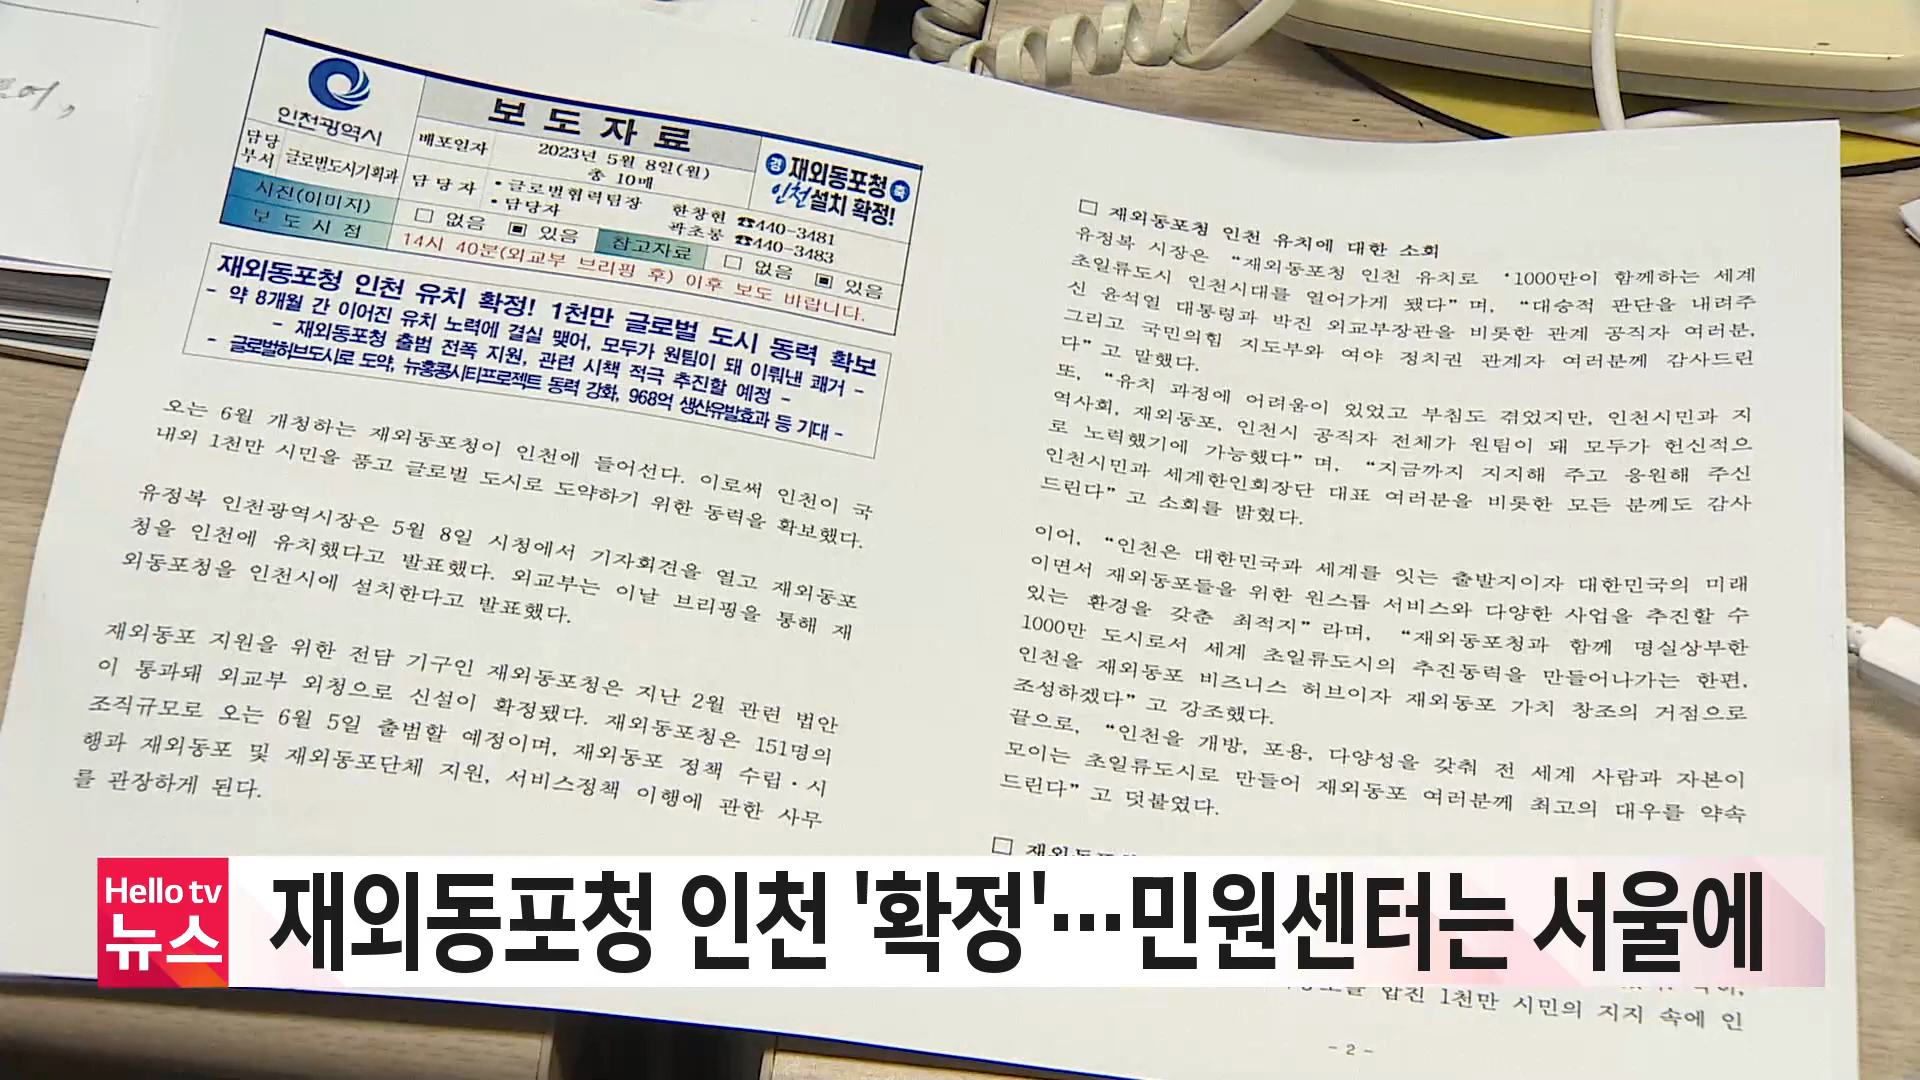 인천광역시
보 도 자 료
경 재외동포청 축
인천설치 확정!
담당
부서
글로벌도시기획과
배포일자
2023년 5월 8일(월)
총 10매
담 당 자
• 글로벌협력팀장 한창현 ☎440-3481
• 담당자 곽초롱 ☎440-3483
사진(이미지) □ 없음 ▣ 있음 참고자료 □ 없음 ▣ 있음
보 도 시 점 14시 40분(외교부 브리핑 후) 이후 보도 바랍니다.
재외동포청 인천 유치 확정! 1천만 글로벌 도시 동력 확보
- 약 8개월 간 이어진 유치 노력에 결실 맺어, 모두가 원팀이 돼 이뤄낸 쾌거 -
- 재외동포청 출범 전폭 지원, 관련 시책 적극 추진할 예정 -
- 글로벌허브도시로 도약, 뉴홍콩시티프로젝트 동력 강화, 968억 생산유발효과 등 기대 -
오는 6월 개청하는 재외동포청이 인천에 들어선다. 이로써 인천이 국
내외 1천만 시민을 품고 글로벌 도시로 도약하기 위한 동력을 확보했다.
유정복 인천광역시장은 5월 8일 시청에서 기자회견을 열고 재외동포
청을 인천에 유치했다고 발표했다. 외교부는 이날 브리핑을 통해 재
외동포청을 인천시에 설치한다고 발표했다.
재외동포 지원을 위한 전담 기구인 재외동포청은 지난 2월 관련 법안
이 통과돼 외교부 외청으로 신설이 확정됐다. 재외동포청은 151명의
조직규모로 오는 6월 5일 출범할 예정이며, 재외동포 정책 수립·시
행과 재외동포 및 재외동포단체 지원, 서비스정책 이행에 관한 사무
를 관장하게 된다.
□ 재외동포청 인천 유치에 대한 소회
유정복 시장은 “재외동포청 인천 유치로 ‘1000만이 함께하는 세계
초일류도시 인천시대를 열어가게 됐다”며, “대승적 판단을 내려주
신 윤석열 대통령과 박진 외교부장관을 비롯한 관계 공직자 여러분,
그리고 국민의힘 지도부와 여야 정치권 관계자 여러분께 감사드린
다”고 말했다.
또, “유치 과정에 어려움이 있었고 부침도 겪었지만, 인천시민과 지
역사회, 재외동포, 인천시 공직자 전체가 원팀이 돼 모두가 헌신적으
로 노력했기에 가능했다”며, “지금까지 지지해 주고 응원해 주신
인천시민과 세계한인회장단 대표 여러분을 비롯한 모든 분께도 감사
드린다”고 소회를 밝혔다.
이어, “인천은 대한민국과 세계를 잇는 출발지이자 대한민국의 미래
이면서 재외동포들을 위한 원스톱 서비스와 다양한 사업을 추진할 수
있는 환경을 갖춘 최적지”라며, “재외동포청과 함께 명실상부한
1000만 도시로서 세계 초일류도시의 추진동력을 만들어나가는 한편,
인천을 재외동포 비즈니스 허브이자 재외동포 가치 창조의 거점으로
조성하겠다”고 강조했다.
끝으로, “인천을 개방, 포용, 다양성을 갖춰 전 세계 사람과 자본이
모이는 초일류도시로 만들어 재외동포 여러분께 최고의 대우를 약속
드린다”고 덧붙였다.
Hello tv
뉴스
재외동포청 인천 '확정'…민원센터는 서울에
합친 1천만 시민의 지지 속에 인
- 2 -